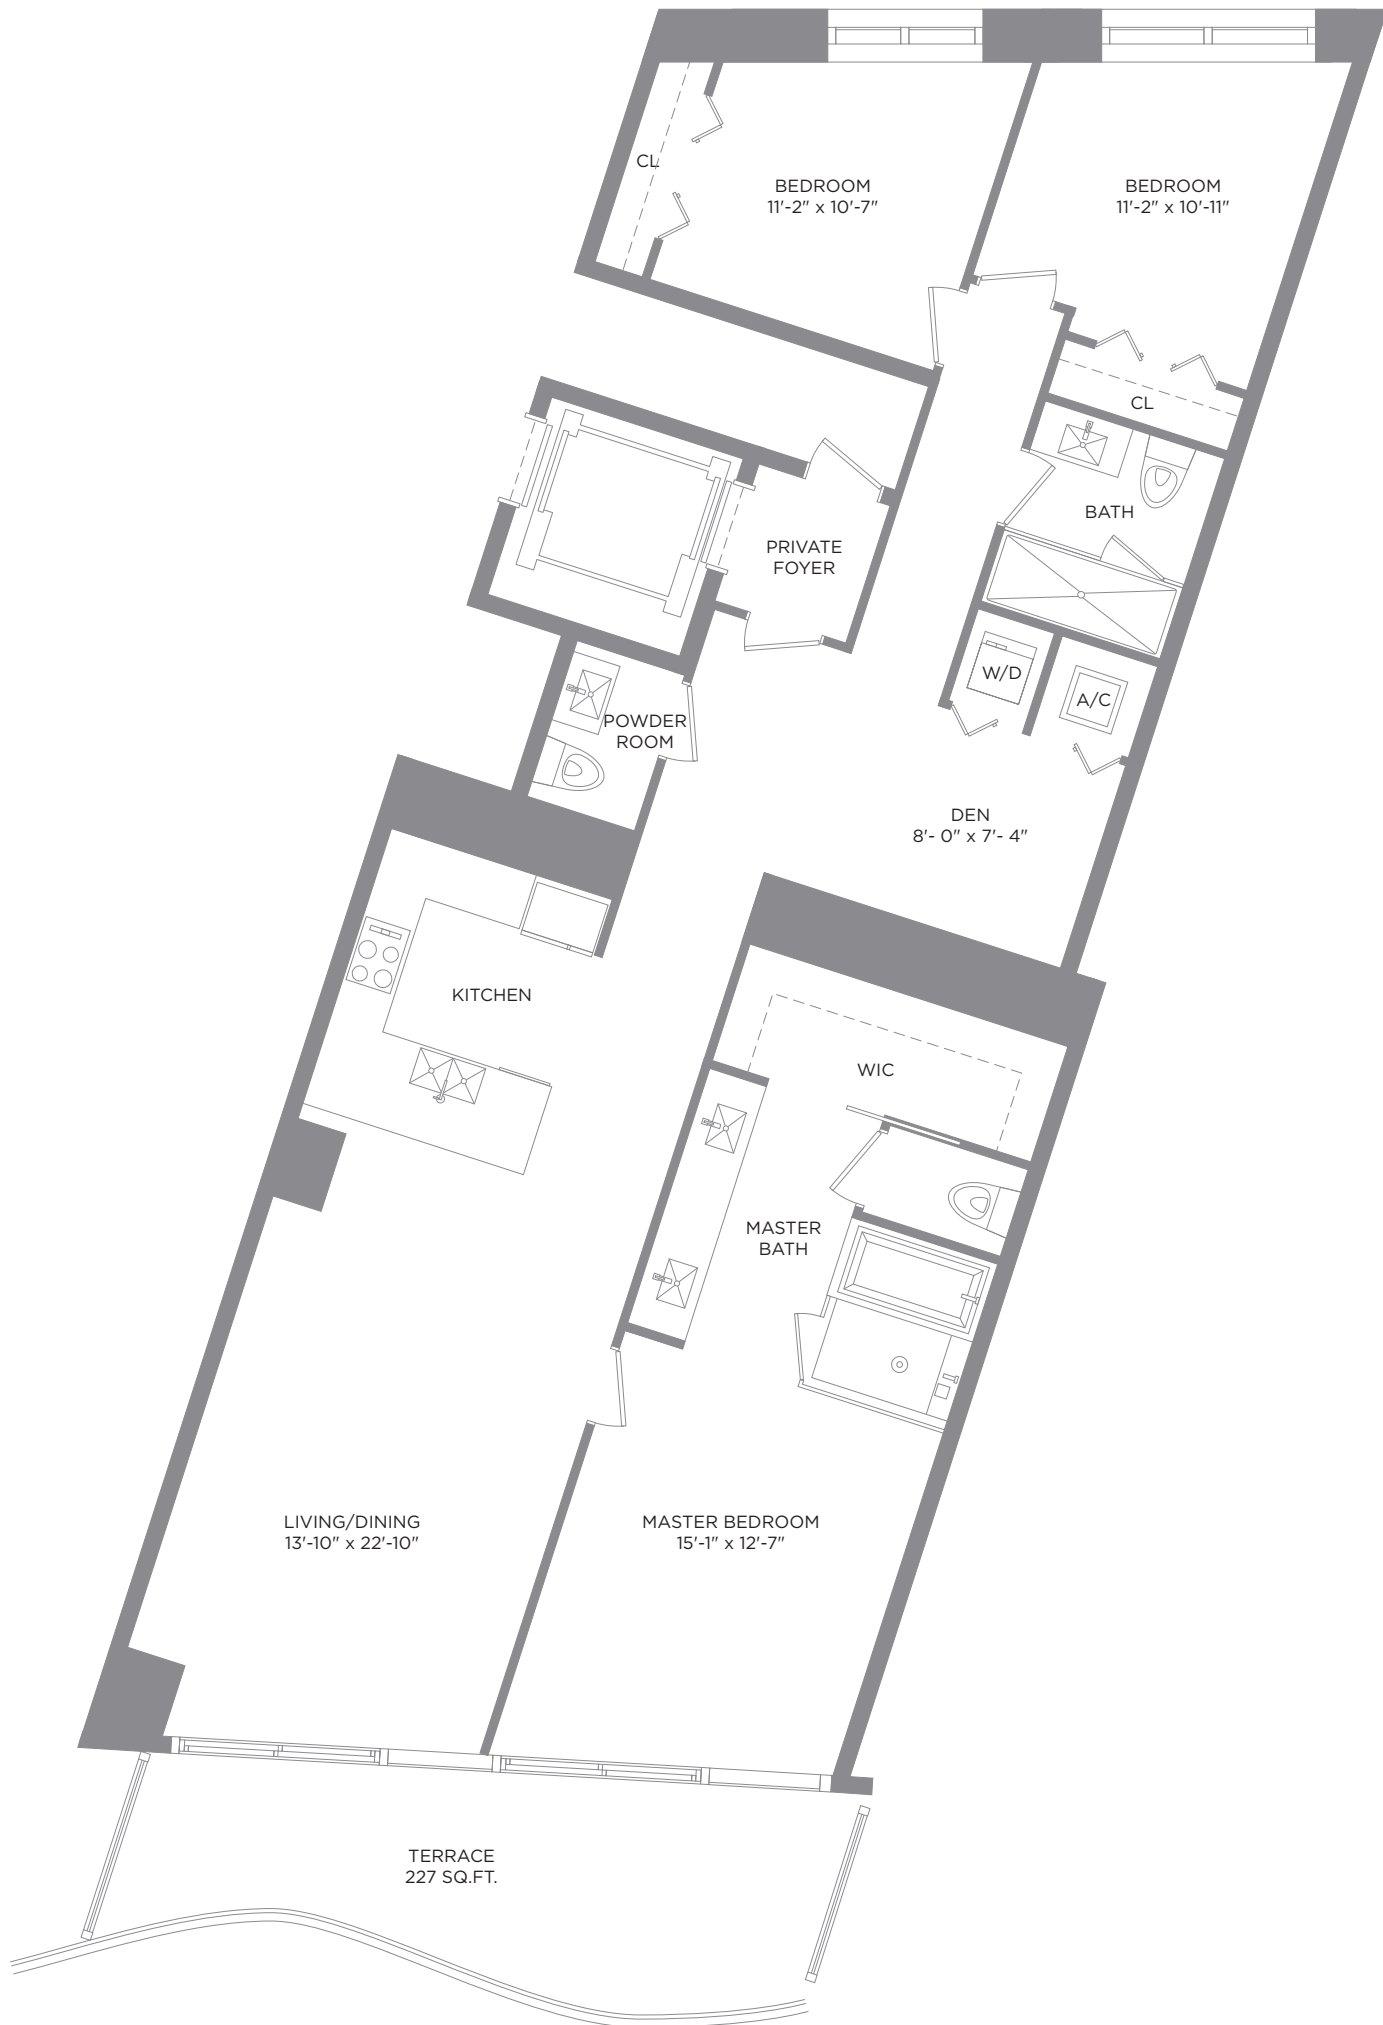 CL
BEDROOM
11'-2" x 10'-7"
BEDROOM
11'-2" x 10'-11"
CL
BATH
PRIVATE
FOYER
W/D
A/C
POWDER
ROOM
DEN
8'- 0" x 7'- 4"
KITCHEN
WIC
MASTER
BATH
LIVING/DINING
13'-10" x 22'-10"
MASTER BEDROOM
15'-1" x 12'-7"
TERRACE
227 SQ.FT.